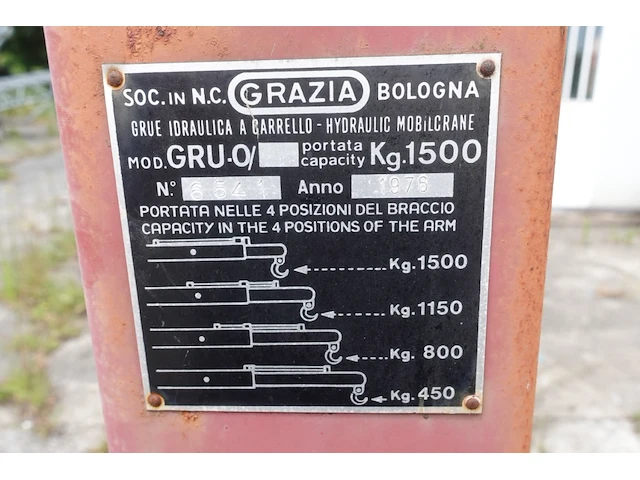 SOC. IN N.C. GRAZIA BOLOGNA
GRUE IDRAULICA A CARRELLO - HYDRAULIC MOBILCRANE
MOD. GRU-O/ portata capacity Kg. 1500
N.° 6541 Anno 1976
PORTATA NELLE 4 POSIZIONI DEL BRACCIO
CAPACITY IN THE 4 POSITIONS OF THE ARM
Kg. 1500
Kg. 1150
Kg. 800
Kg. 450